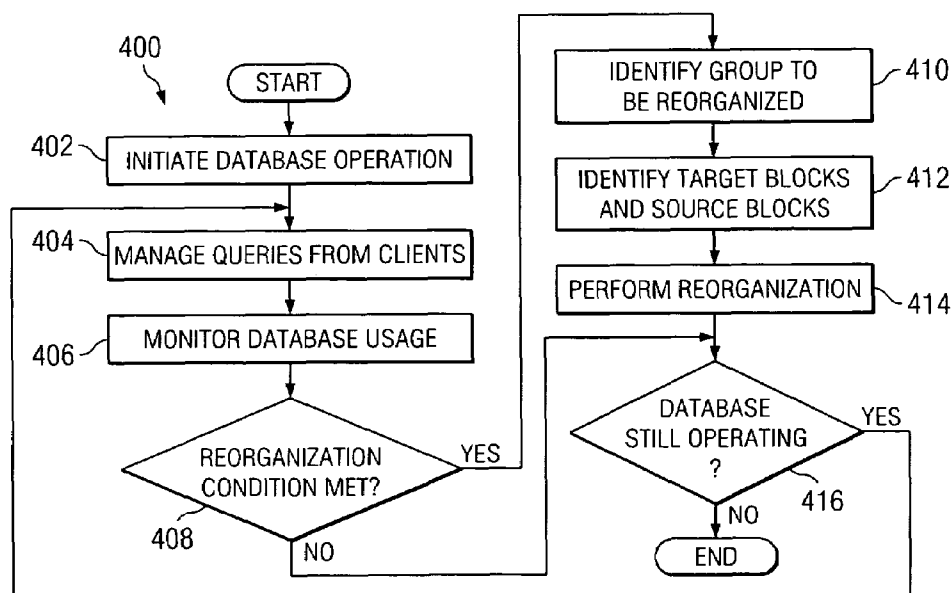 400
START
402
INITIATE DATABASE OPERATION
404
MANAGE QUERIES FROM CLIENTS
406
MONITOR DATABASE USAGE
REORGANIZATION
CONDITION MET?
408
YES
NO
IDENTIFY GROUP TO
BE REORGANIZED
410
IDENTIFY TARGET BLOCKS
AND SOURCE BLOCKS
412
PERFORM REORGANIZATION
414
DATABASE
STILL OPERATING
?
416
YES
NO
END